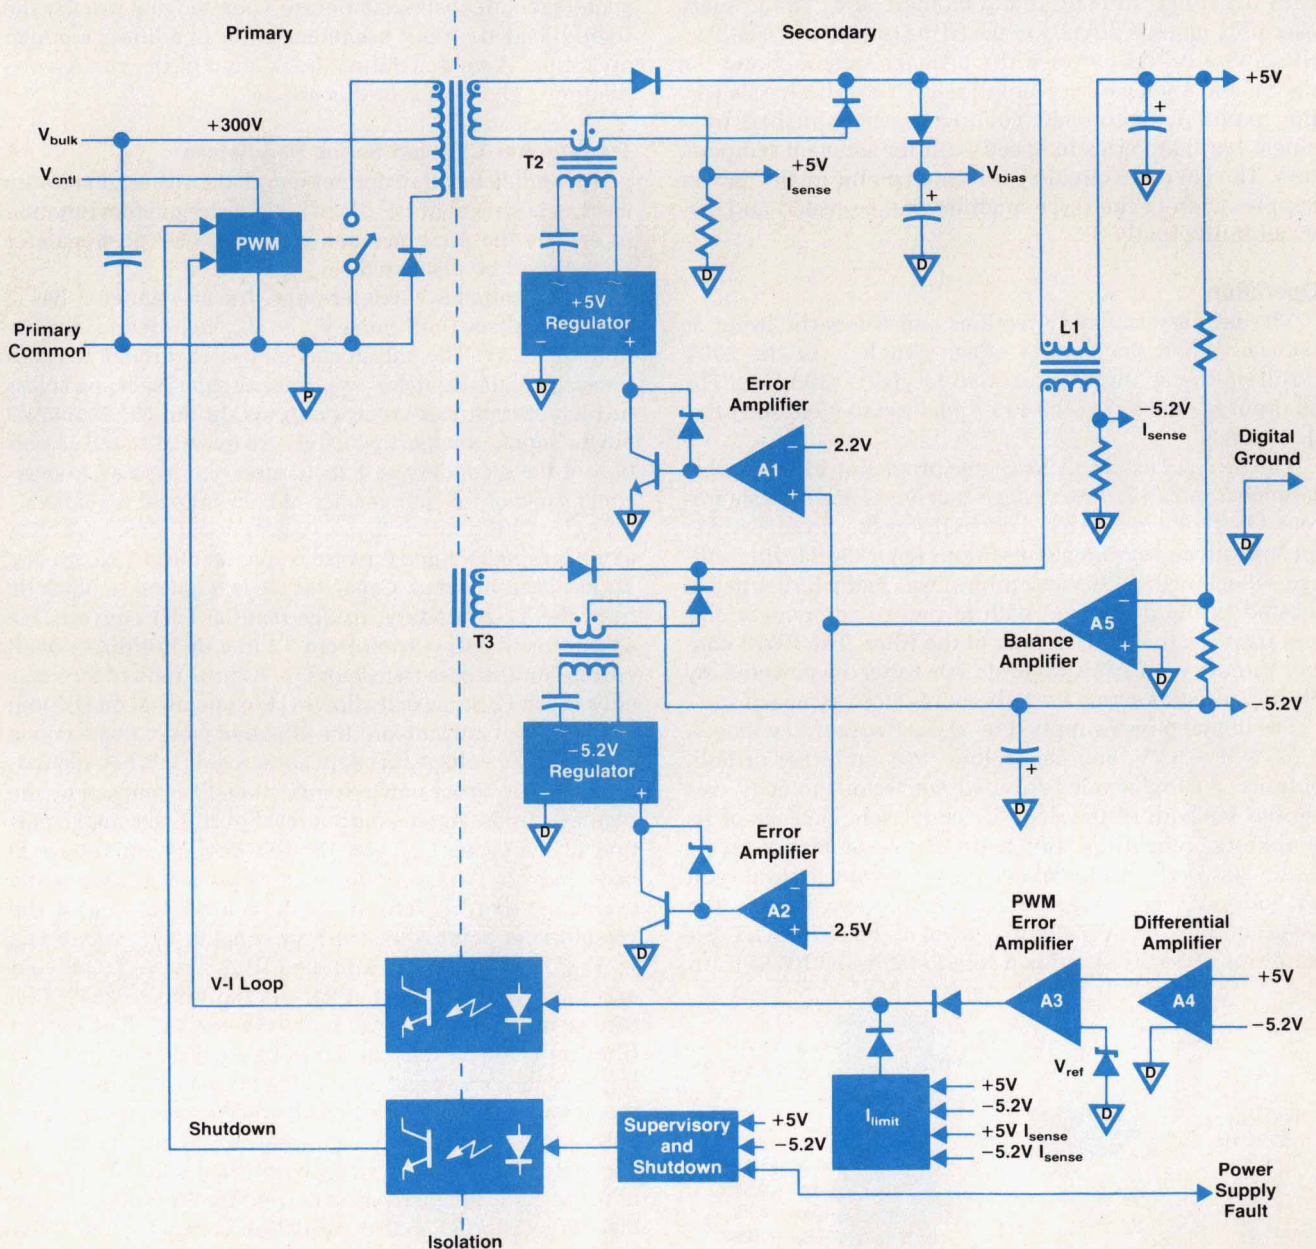 Primary
Secondary
V_bulk
+300V
V_cntl
PWM
Primary
Common
P
T2
~ ~
+5V
Regulator
− +
D
+5V
I_sense
D
V_bias
+
D
+
D
+5V
L1
−5.2V
I_sense
D
Digital
Ground
D
Error
Amplifier
A1
−
+
2.2V
D
T3
~ ~
−5.2V
Regulator
− +
D
Balance
Amplifier
A5
−
+
D
−5.2V
+
D
Error
Amplifier
A2
−
+
2.5V
D
PWM
Error
Amplifier
A3
Differential
Amplifier
A4
+5V
−5.2V
D
V_ref
D
V-I Loop
I_limit
+5V
−5.2V
+5V I_sense
−5.2V I_sense
Shutdown
Supervisory
and
Shutdown
+5V
−5.2V
Power
Supply
Fault
Isolation